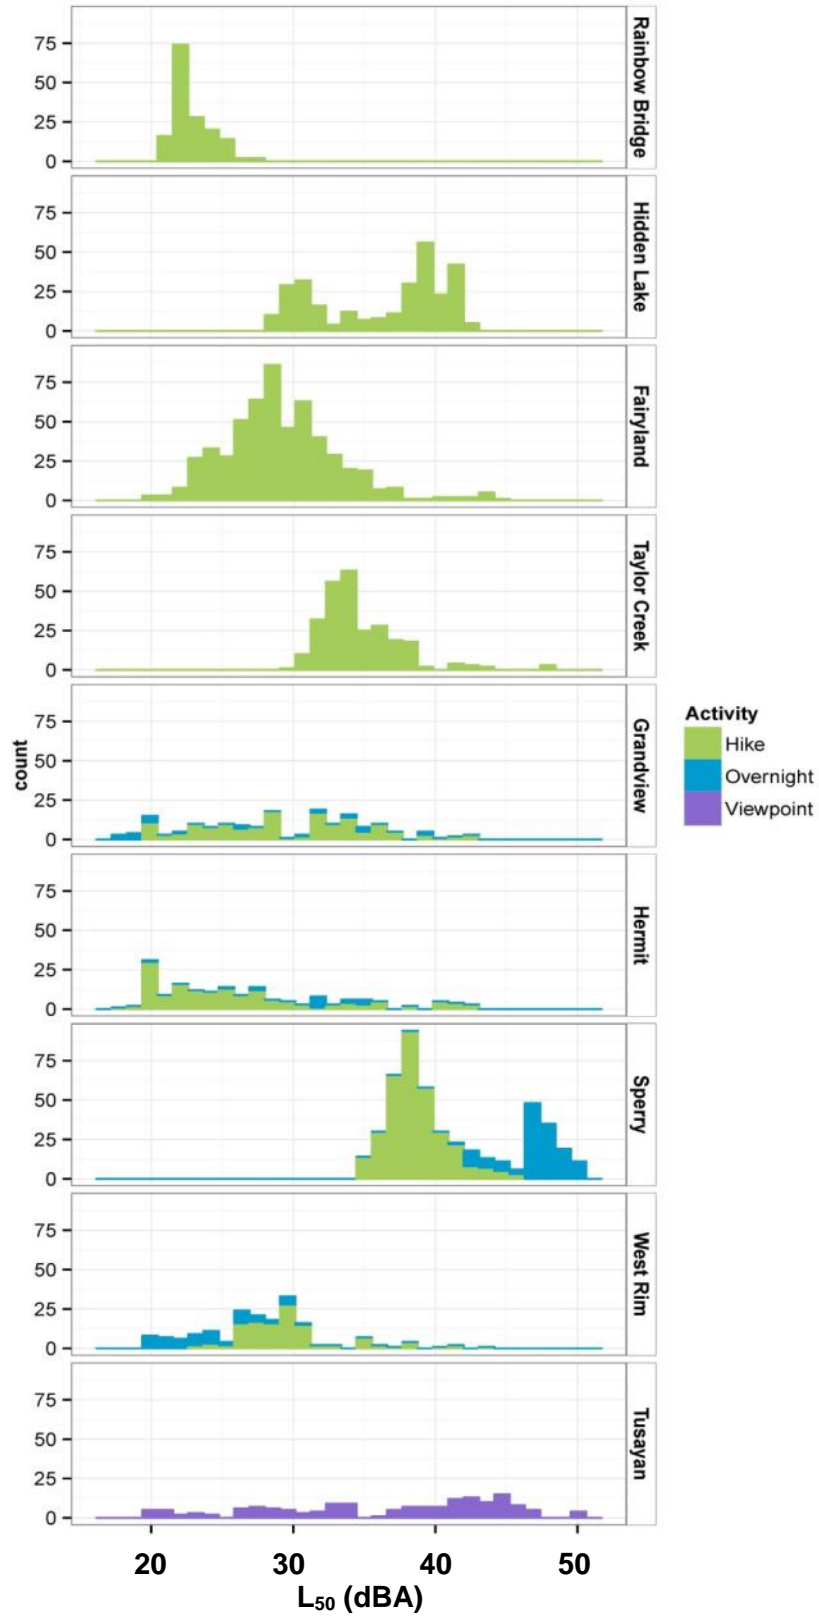 75
50
25
0
Rainbow Bridge
75
50
25
0
Hidden Lake
75
50
25
0
Fairyland
75
50
25
0
Taylor Creek
75
50
25
0
Grandview
count
Activity
Hike
Overnight
Viewpoint
75
50
25
0
Hermit
75
50
25
0
Sperry
75
50
25
0
West Rim
75
50
25
0
Tusayan
20 30 40 50
L₅₀ (dBA)